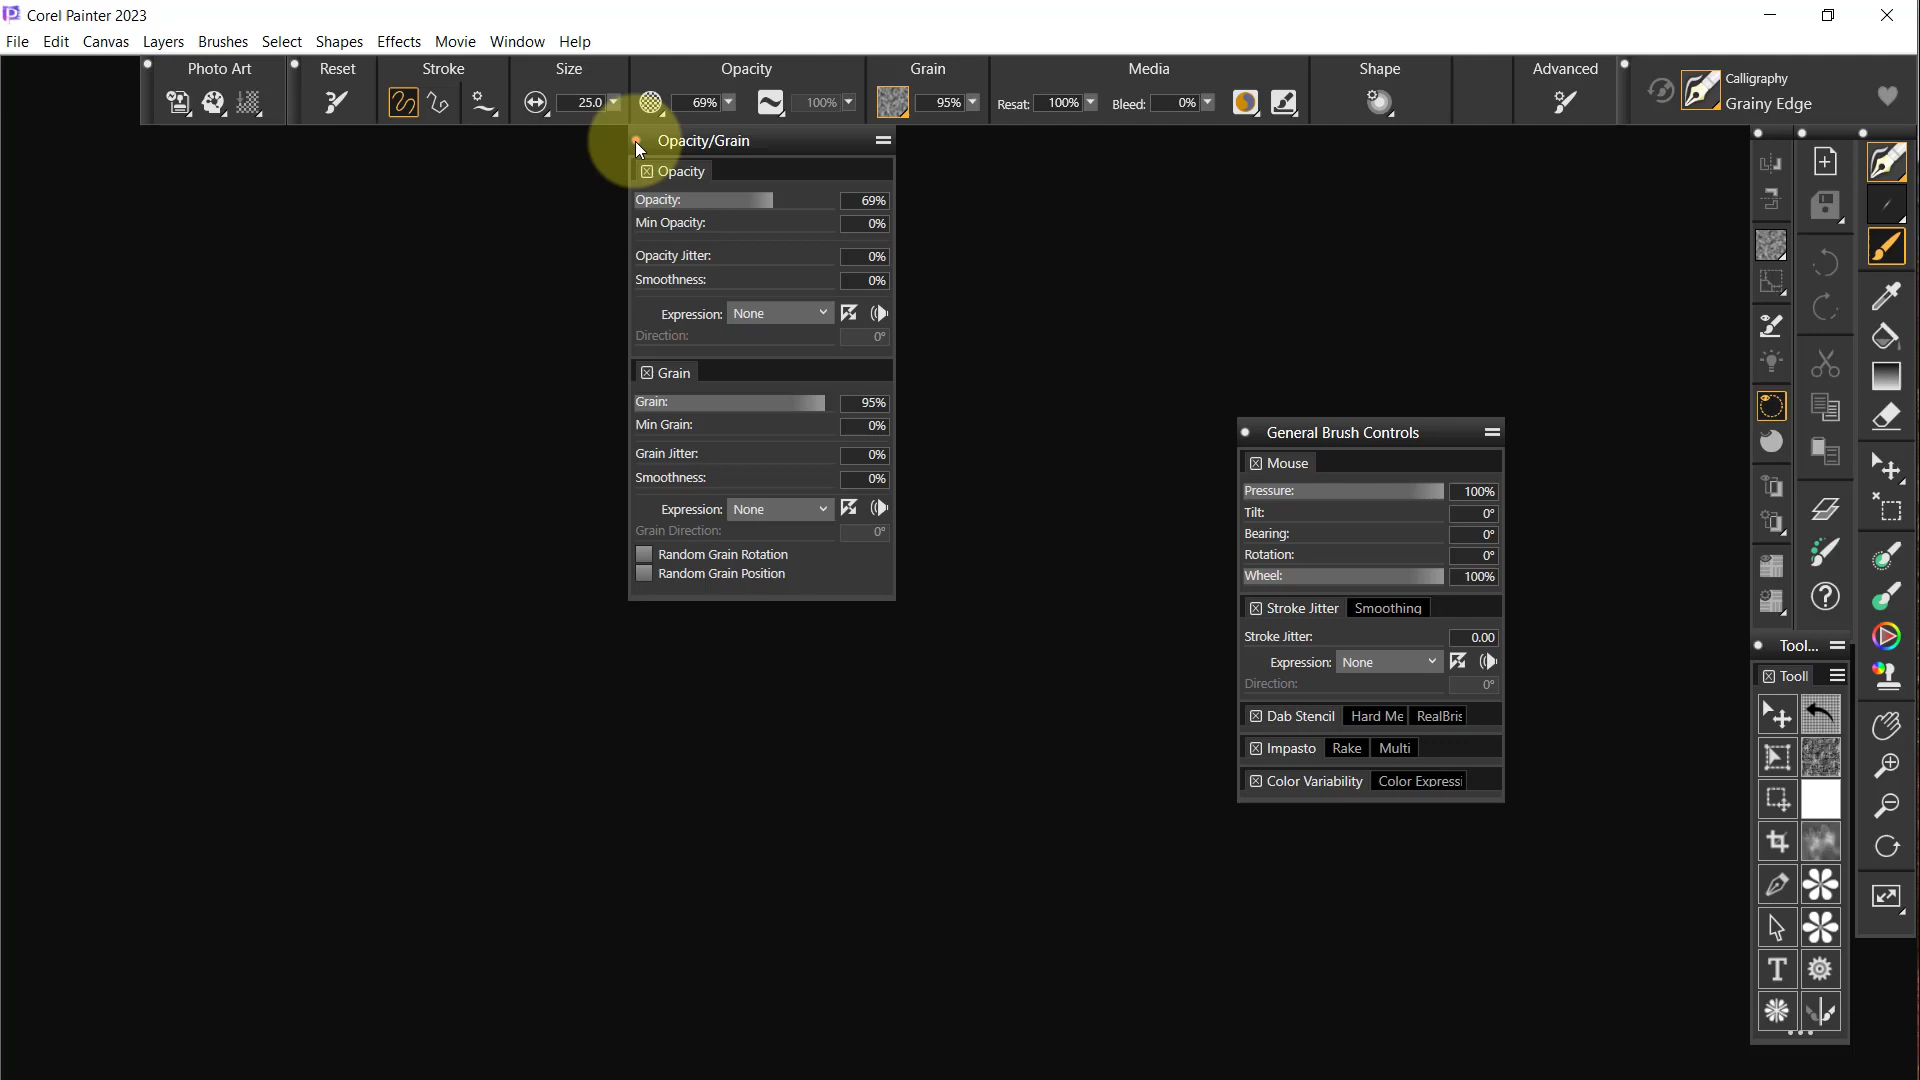 Corel Painter 2023
File Edit Canvas Layers Brushes Select Shapes Effects Movie Window Help
Photo Art Reset Stroke Size Opacity Grain Media Shape Advanced
Calligraphy
25.0 69% 100% 95% Resat: 100% Bleed: 0% Grainy Edge
Opacity/Grain
Opacity
Opacity: 69%
Min Opacity: 0%
Opacity Jitter: 0%
Smoothness: 0%
Expression: None
Direction: 0°
Grain
Grain: 95%
Min Grain: 0%
Grain Jitter: 0%
Smoothness: 0%
Expression: None
Grain Direction: 0°
Random Grain Rotation
Random Grain Position
General Brush Controls
Mouse
Pressure: 100%
Tilt: 0°
Bearing: 0°
Rotation: 0°
Wheel: 100%
Stroke Jitter Smoothing
Stroke Jitter: 0.00
Expression: None
Direction: 0°
Dab Stencil Hard Me RealBris
Impasto Rake Multi
Color Variability Color Expressi
Tool...
Tooll
T